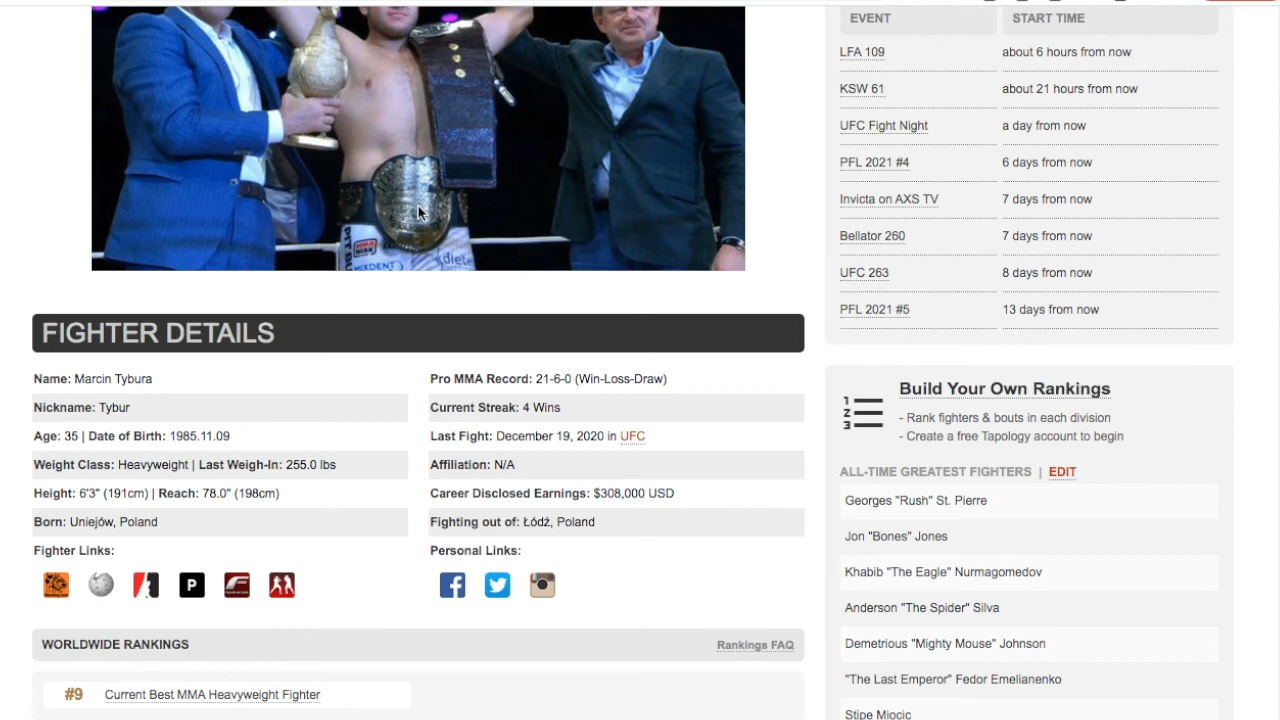 EVENT START TIME
LFA 109 about 6 hours from now
KSW 61 about 21 hours from now
UFC Fight Night a day from now
PFL 2021 #4 6 days from now
Invicta on AXS TV 7 days from now
Bellator 260 7 days from now
UFC 263 8 days from now
PFL 2021 #5 13 days from now
PIT BU
MIXDENT
diete
FIGHTER DETAILS
Name: Marcin Tybura
Nickname: Tybur
Age: 35 | Date of Birth: 1985.11.09
Weight Class: Heavyweight | Last Weigh-In: 255.0 lbs
Height: 6'3" (191cm) | Reach: 78.0" (198cm)
Born: Uniejów, Poland
Fighter Links:
P
Pro MMA Record: 21-6-0 (Win-Loss-Draw)
Current Streak: 4 Wins
Last Fight: December 19, 2020 in UFC
Affiliation: N/A
Career Disclosed Earnings: $308,000 USD
Fighting out of: Łódź, Poland
Personal Links:
WORLDWIDE RANKINGS Rankings FAQ
#9 Current Best MMA Heavyweight Fighter
1
2
3
Build Your Own Rankings
- Rank fighters & bouts in each division
- Create a free Tapology account to begin
ALL-TIME GREATEST FIGHTERS | EDIT
Georges "Rush" St. Pierre
Jon "Bones" Jones
Khabib "The Eagle" Nurmagomedov
Anderson "The Spider" Silva
Demetrious "Mighty Mouse" Johnson
"The Last Emperor" Fedor Emelianenko
Stipe Miocic